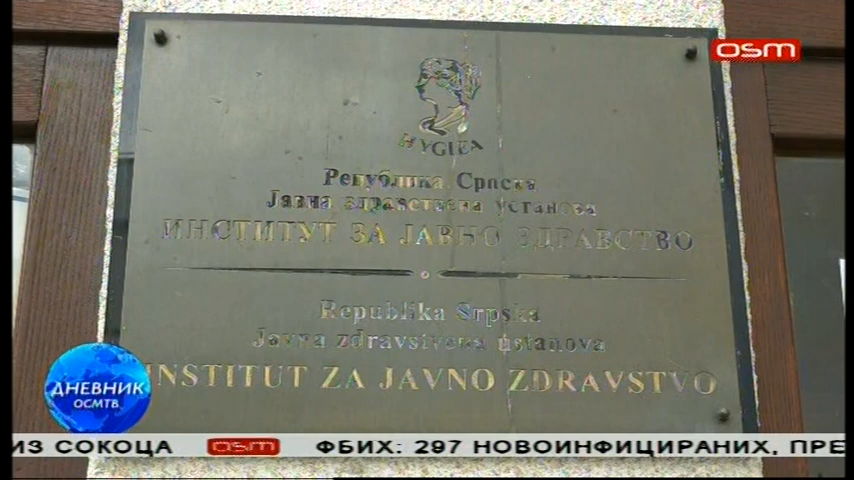 OSM
HYGIEA
Република Српска
Јавна здравствена установа
ИНСТИТУТ ЗА ЈАВНО ЗДРАВСТВО
Republika Srpska
Javna zdravstvena ustanova
INSTITUT ZA JAVNO ZDRAVSTVO
ДНЕВНИК
ОСМТВ
ИЗ СОКОЦА OSM ФБИХ: 297 НОВОИНФИЦИРАНИХ, ПРЕ